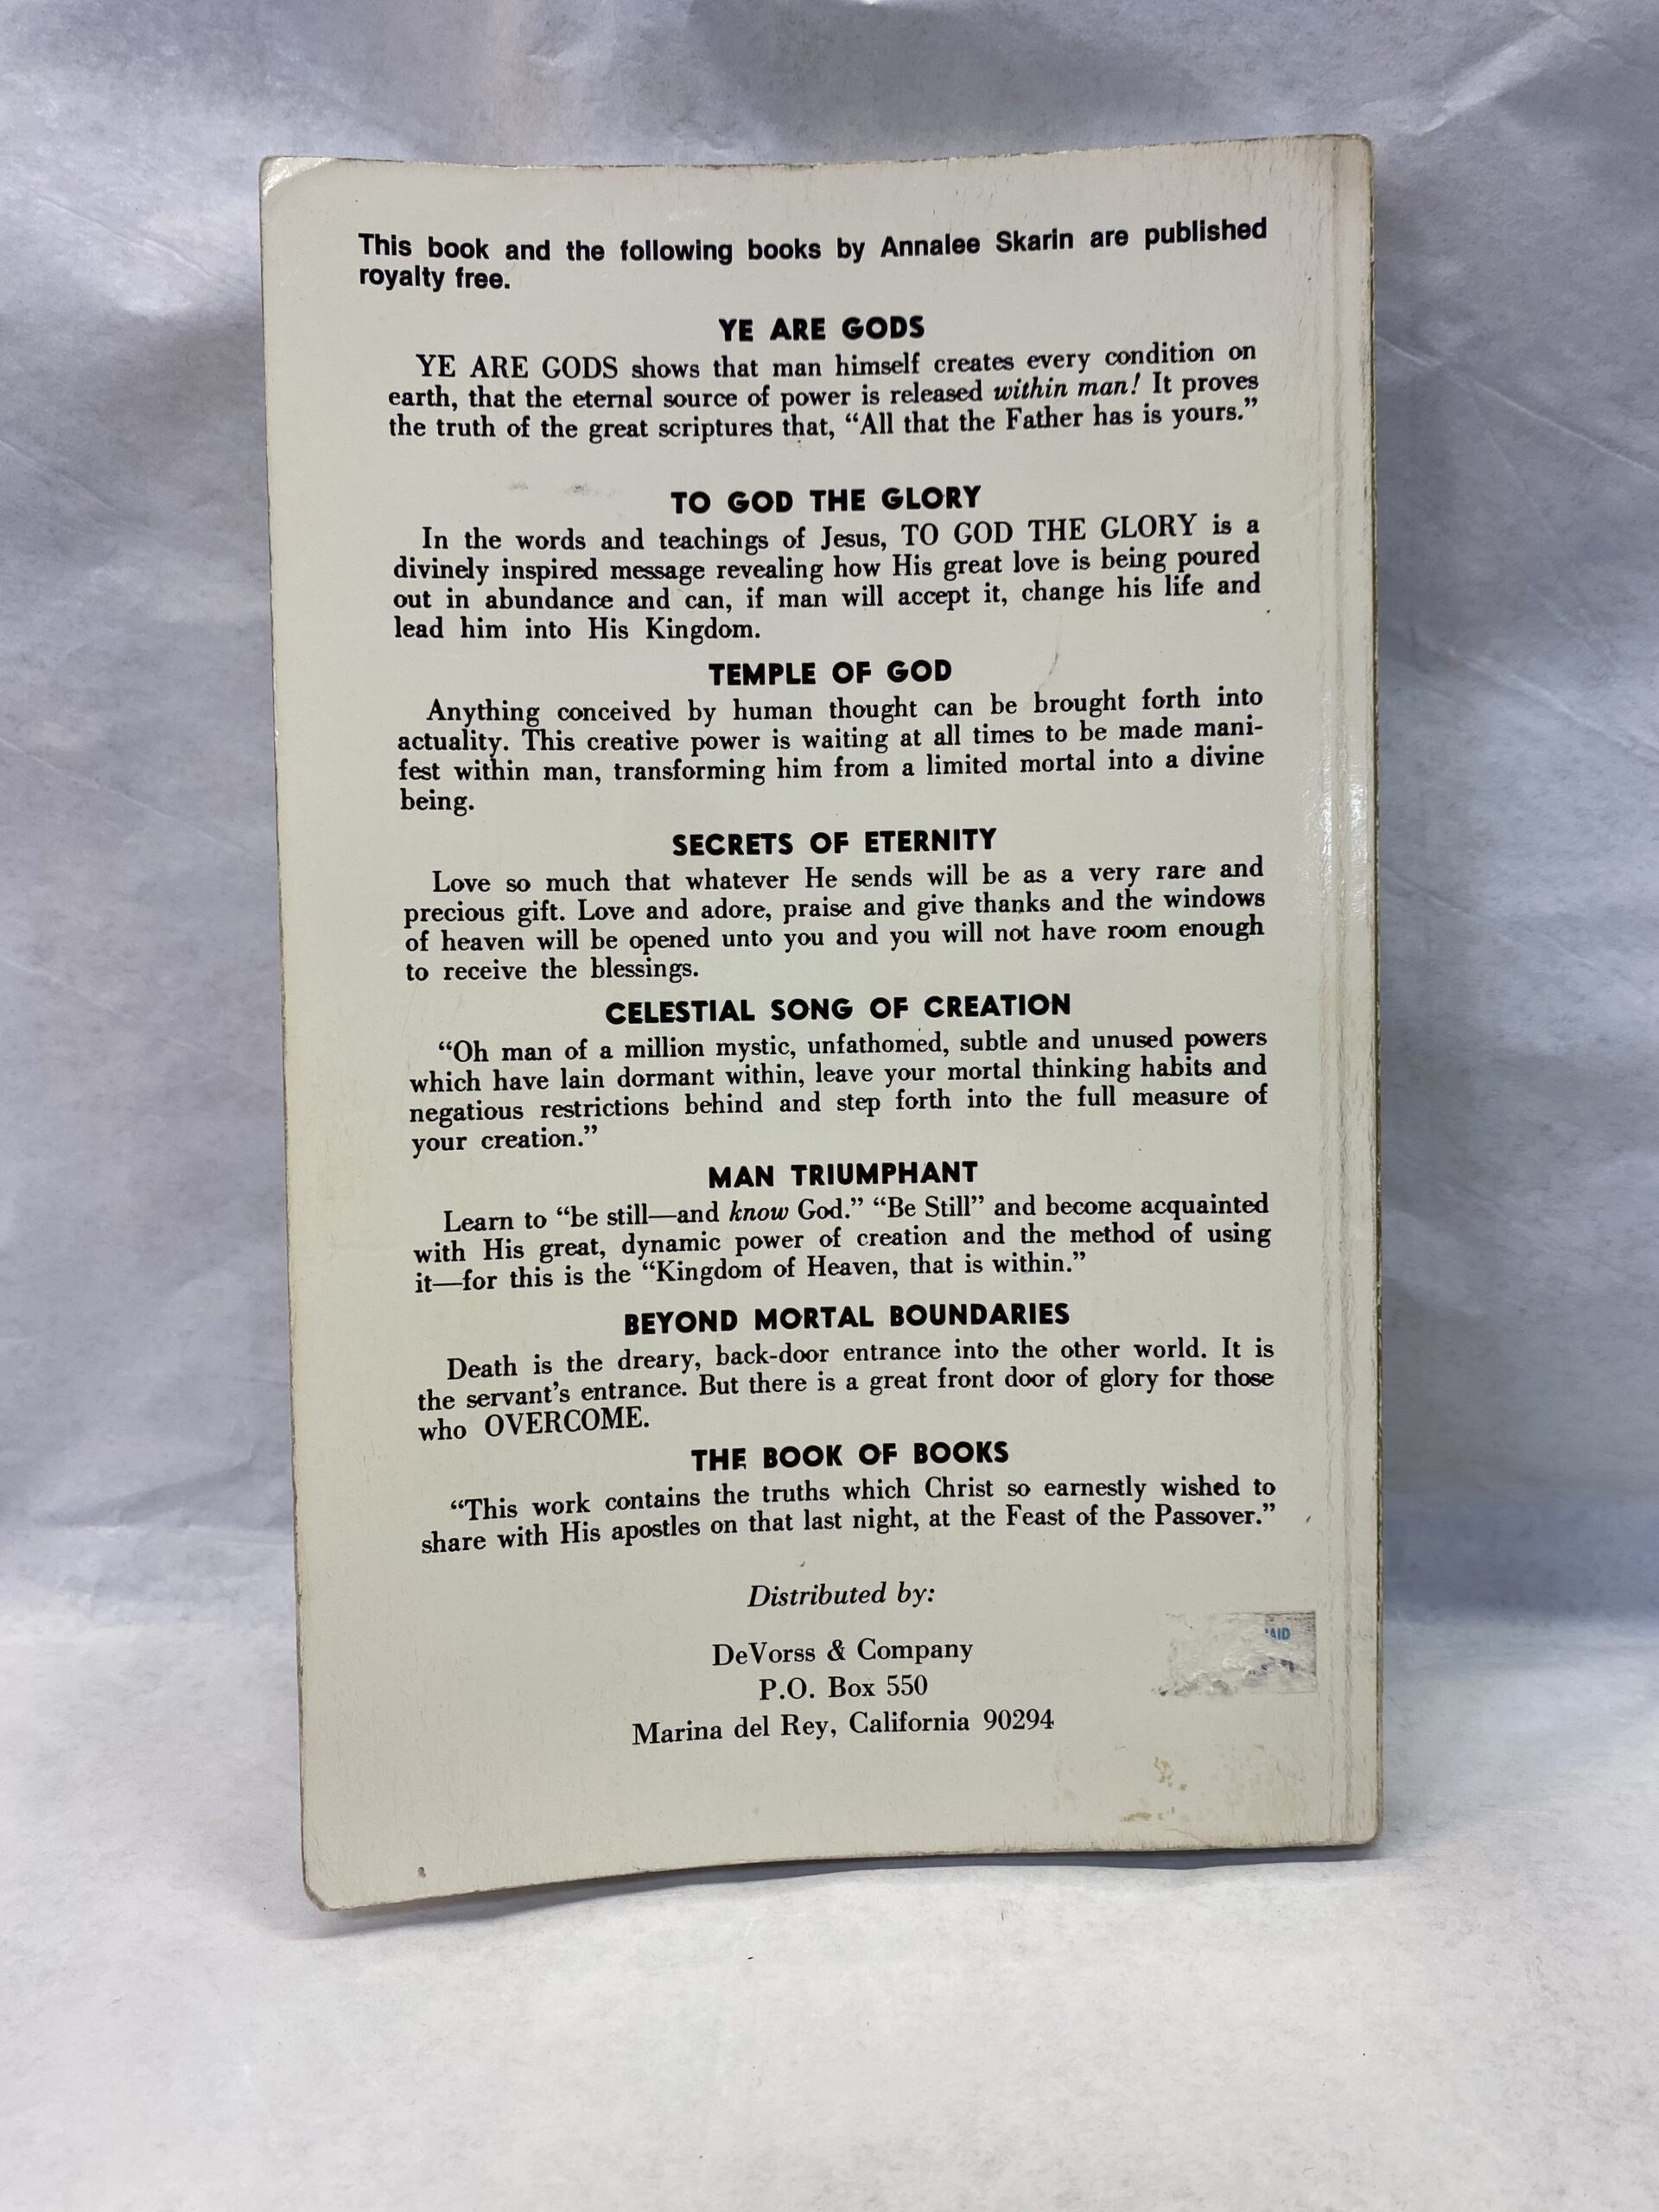 This book and the following books by Annalee Skarin are published
royalty free.
YE ARE GODS
YE ARE GODS shows that man himself creates every condition on
earth, that the eternal source of power is released within man! It proves
the truth of the great scriptures that, “All that the Father has is yours.”
TO GOD THE GLORY
In the words and teachings of Jesus, TO GOD THE GLORY is a
divinely inspired message revealing how His great love is being poured
out in abundance and can, if man will accept it, change his life and
lead him into His Kingdom.
TEMPLE OF GOD
Anything conceived by human thought can be brought forth into
actuality. This creative power is waiting at all times to be made mani-
fest within man, transforming him from a limited mortal into a divine
being.
SECRETS OF ETERNITY
Love so much that whatever He sends will be as a very rare and
precious gift. Love and adore, praise and give thanks and the windows
of heaven will be opened unto you and you will not have room enough
to receive the blessings.
CELESTIAL SONG OF CREATION
“Oh man of a million mystic, unfathomed, subtle and unused powers
which have lain dormant within, leave your mortal thinking habits and
negatious restrictions behind and step forth into the full measure of
your creation.”
MAN TRIUMPHANT
Learn to “be still—and know God.” “Be Still” and become acquainted
with His great, dynamic power of creation and the method of using
it—for this is the “Kingdom of Heaven, that is within.”
BEYOND MORTAL BOUNDARIES
Death is the dreary, back-door entrance into the other world. It is
the servant’s entrance. But there is a great front door of glory for those
who OVERCOME.
THE BOOK OF BOOKS
“This work contains the truths which Christ so earnestly wished to
share with His apostles on that last night, at the Feast of the Passover.”
Distributed by:
DeVorss & Company
P.O. Box 550
Marina del Rey, California 90294